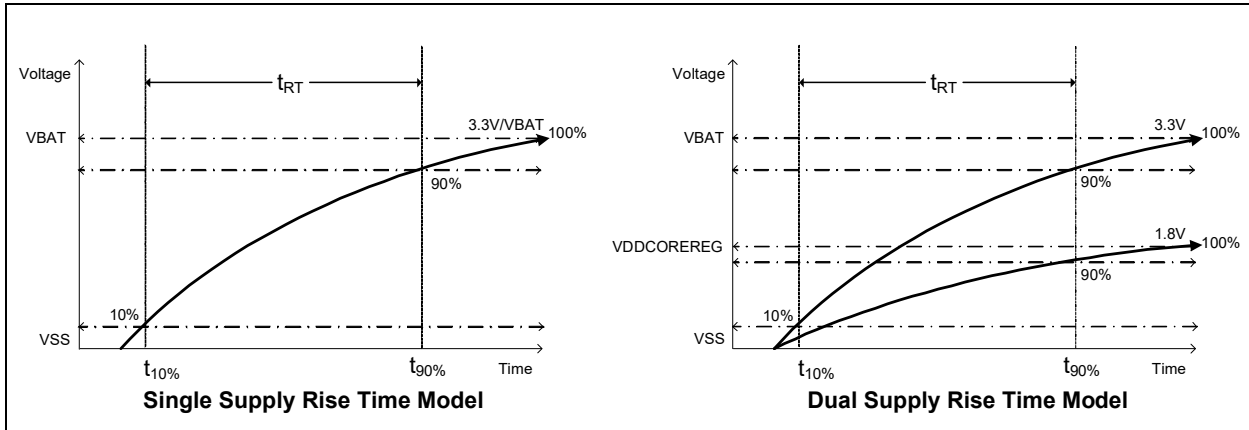 Voltage
tRT
VBAT
3.3V/VBAT
100%
90%
10%
VSS
t10%
t90%
Time
Single Supply Rise Time Model
Voltage
tRT
VBAT
3.3V
100%
90%
VDDCOREREG
1.8V
100%
90%
10%
VSS
t10%
t90%
Time
Dual Supply Rise Time Model